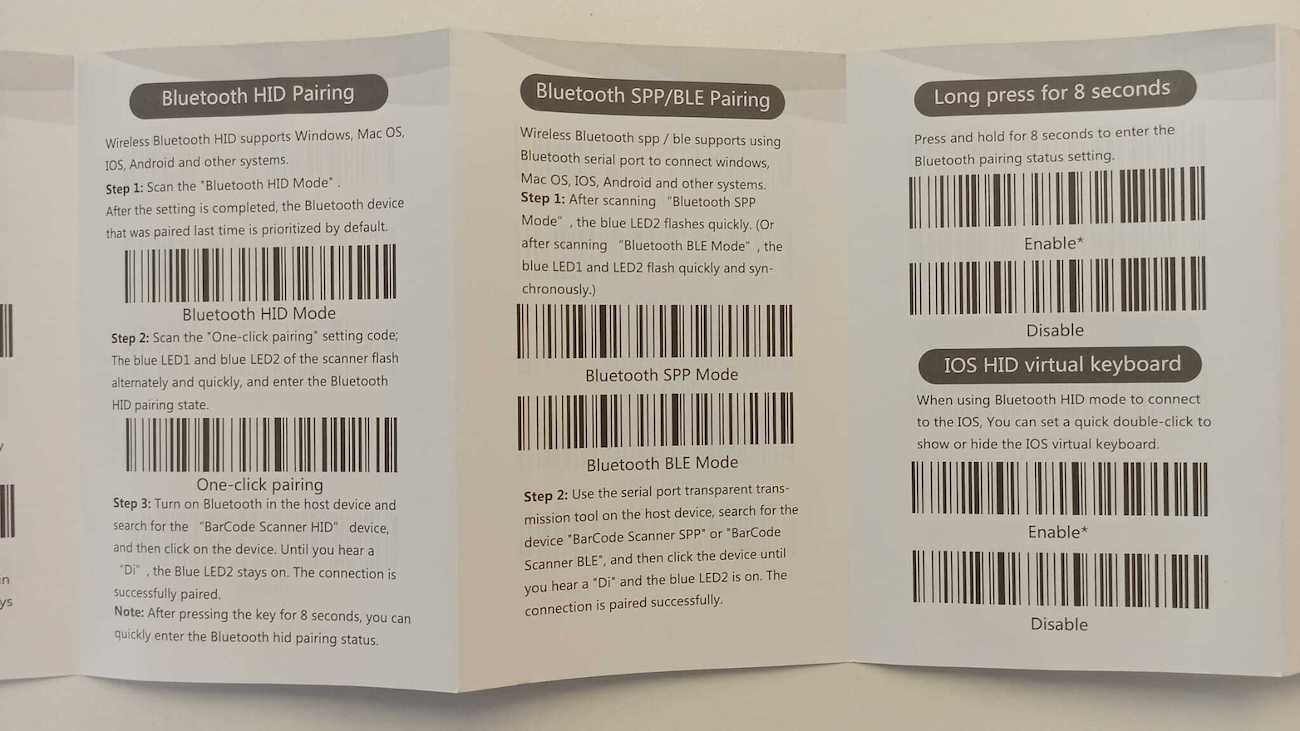 y
in
ys
Bluetooth HID Pairing
Wireless Bluetooth HID supports Windows, Mac OS,
IOS, Android and other systems.
Step 1: Scan the "Bluetooth HID Mode" .
After the setting is completed, the Bluetooth device
that was paired last time is prioritized by default.
Bluetooth HID Mode
Step 2: Scan the "One-click pairing" setting code;
The blue LED1 and blue LED2 of the scanner flash
alternately and quickly, and enter the Bluetooth
HID pairing state.
One-click pairing
Step 3: Turn on Bluetooth in the host device and
search for the “BarCode Scanner HID” device,
and then click on the device. Until you hear a
"Di" , the Blue LED2 stays on. The connection is
successfully paired.
Note: After pressing the key for 8 seconds, you can
quickly enter the Bluetooth hid pairing status.
Bluetooth SPP/BLE Pairing
Wireless Bluetooth spp / ble supports using
Bluetooth serial port to connect windows,
Mac OS, IOS, Android and other systems.
Step 1: After scanning “Bluetooth SPP
Mode” , the blue LED2 flashes quickly. (Or
after scanning “Bluetooth BLE Mode” , the
blue LED1 and LED2 flash quickly and syn-
chronously.)
Bluetooth SPP Mode
Bluetooth BLE Mode
Step 2: Use the serial port transparent trans-
mission tool on the host device, search for the
device "BarCode Scanner SPP" or "BarCode
Scanner BLE", and then click the device until
you hear a "Di" and the blue LED2 is on. The
connection is paired successfully.
Long press for 8 seconds
Press and hold for 8 seconds to enter the
Bluetooth pairing status setting.
Enable*
Disable
IOS HID virtual keyboard
When using Bluetooth HID mode to connect
to the IOS, You can set a quick double-click to
show or hide the IOS virtual keyboard.
Enable*
Disable